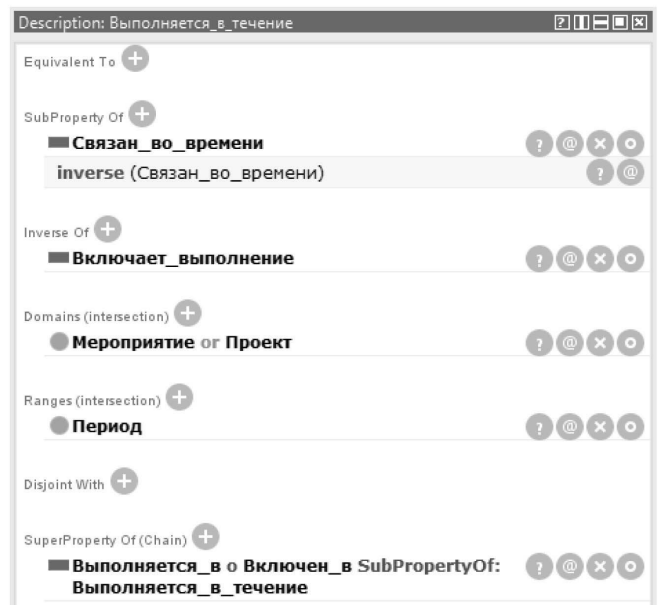 Description: Выполняется_в_течение
Equivalent To
SubProperty Of
Связан_во_времени
inverse (Связан_во_времени)
Inverse Of
Включает_выполнение
Domains (intersection)
Мероприятие or Проект
Ranges (intersection)
Период
Disjoint With
SuperProperty Of (Chain)
Выполняется_в o Включен_в SubPropertyOf:
Выполняется_в_течение